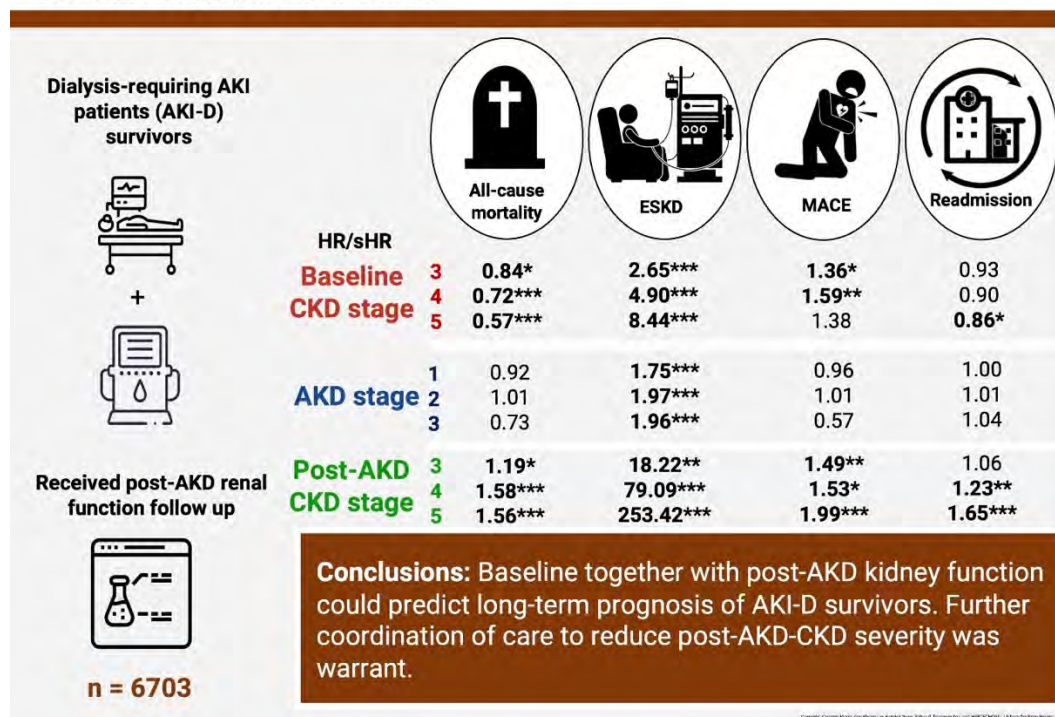 Dialysis-requiring AKI
patients (AKI-D)
survivors
+
Received post-AKD renal
function follow up
n = 6703
All-cause
mortality
ESKD
MACE
Readmission
HR/sHR
Baseline
CKD stage
3 0.84* 2.65*** 1.36* 0.93
4 0.72*** 4.90*** 1.59** 0.90
5 0.57*** 8.44*** 1.38 0.86*
AKD stage
1 0.92 1.75*** 0.96 1.00
2 1.01 1.97*** 1.01 1.01
3 0.73 1.96*** 0.57 1.04
Post-AKD
CKD stage
3 1.19* 18.22** 1.49** 1.06
4 1.58*** 79.09*** 1.53* 1.23**
5 1.56*** 253.42*** 1.99*** 1.65***
Conclusions: Baseline together with post-AKD kidney function
could predict long-term prognosis of AKI-D survivors. Further
coordination of care to reduce post-AKD-CKD severity was
warrant.